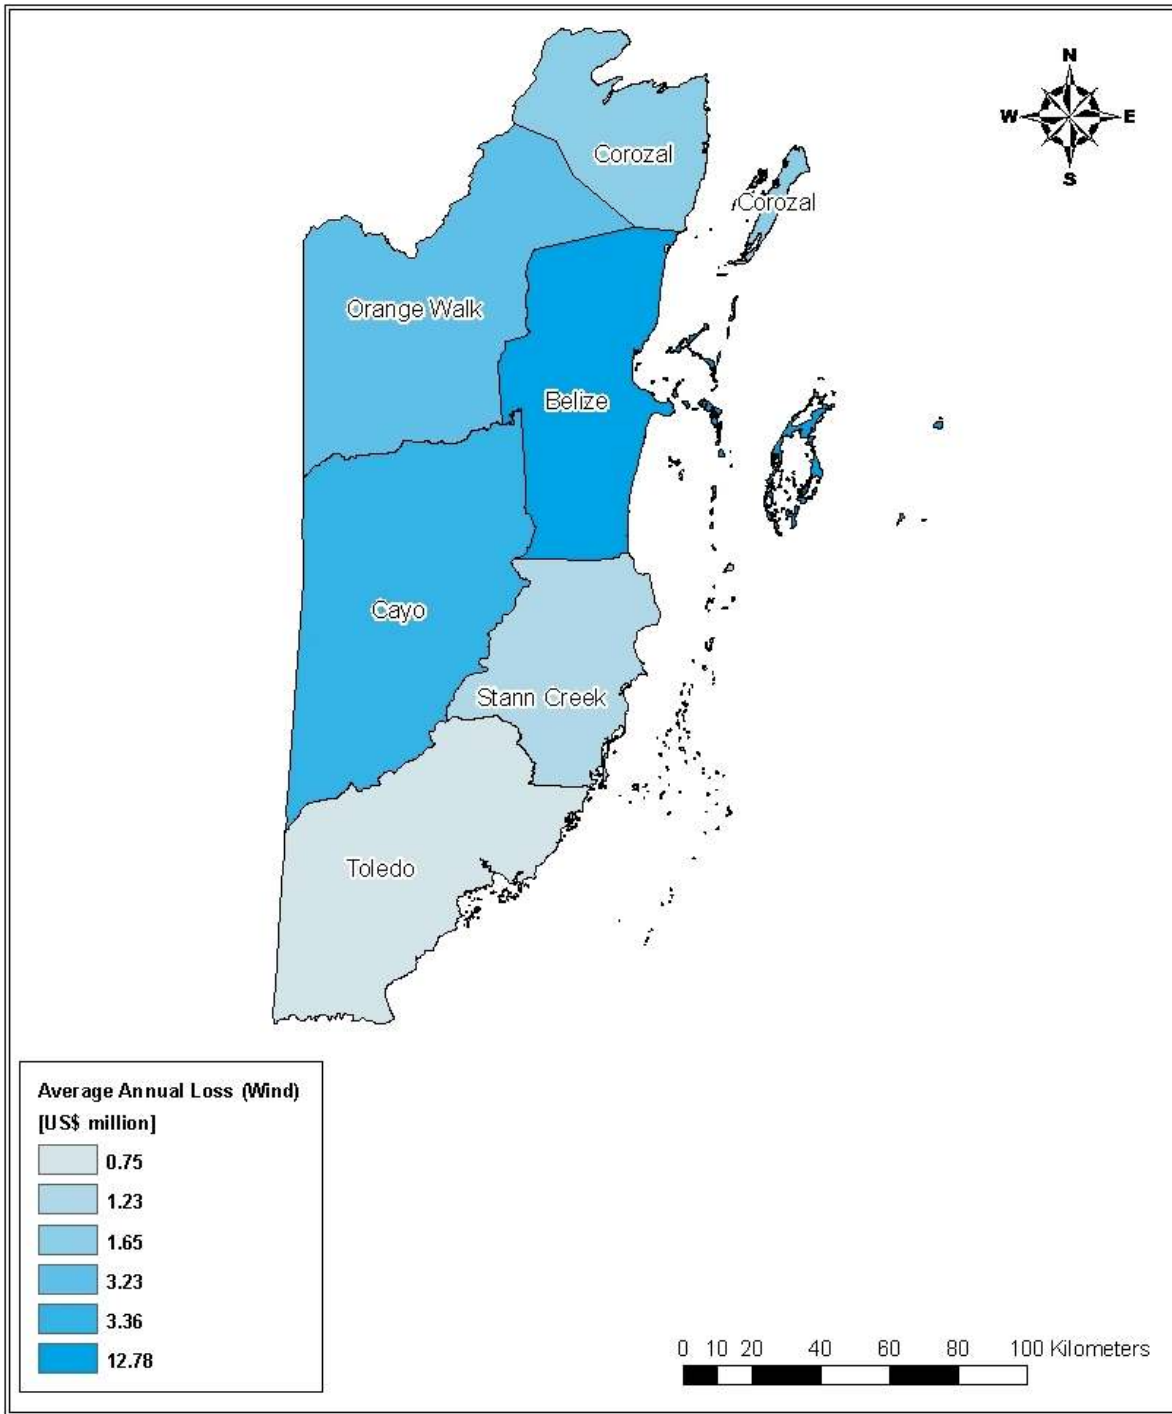 N
W E
S
Corozal
Corozal
Orange Walk
Belize
Cayo
Stann Creek
Toledo
Average Annual Loss (Wind)
[US$ million]
0.75
1.23
1.65
3.23
3.36
12.78
0 10 20 40 60 80 100 Kilometers